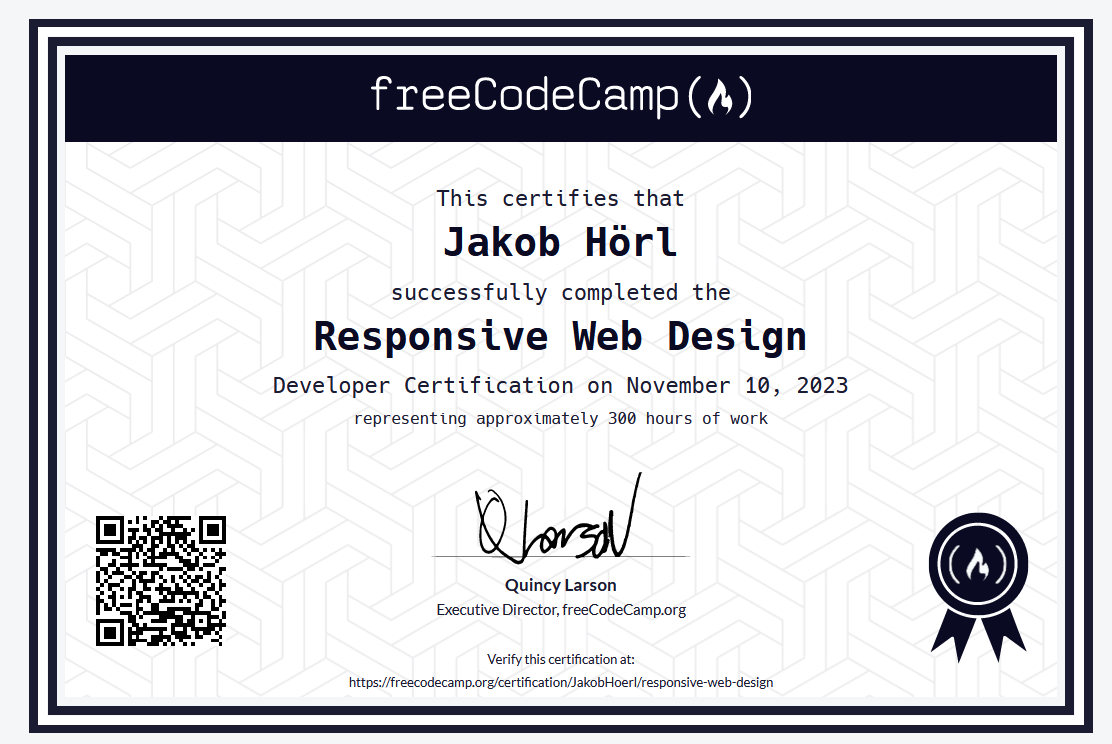 freeCodeCamp
This certifies that
Jakob Hörl
successfully completed the
Responsive Web Design
Developer Certification on November 10, 2023
representing approximately 300 hours of work
Q Larson
Quincy Larson
Executive Director, freeCodeCamp.org
Verify this certification at:
https://freecodecamp.org/certification/JakobHoerl/responsive-web-design